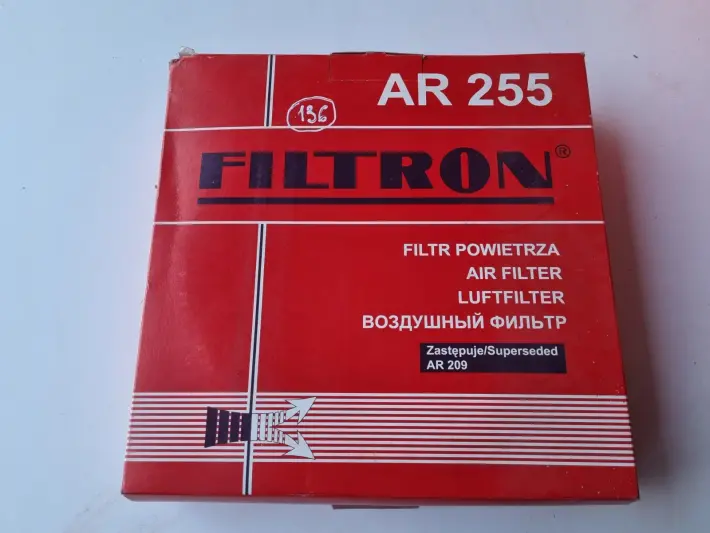 AR 255
136
FILTRON®
FILTR POWIETRZA
AIR FILTER
LUFTFILTER
ВОЗДУШНЫЙ ФИЛЬТР
Zastępuje/Superseded
AR 209